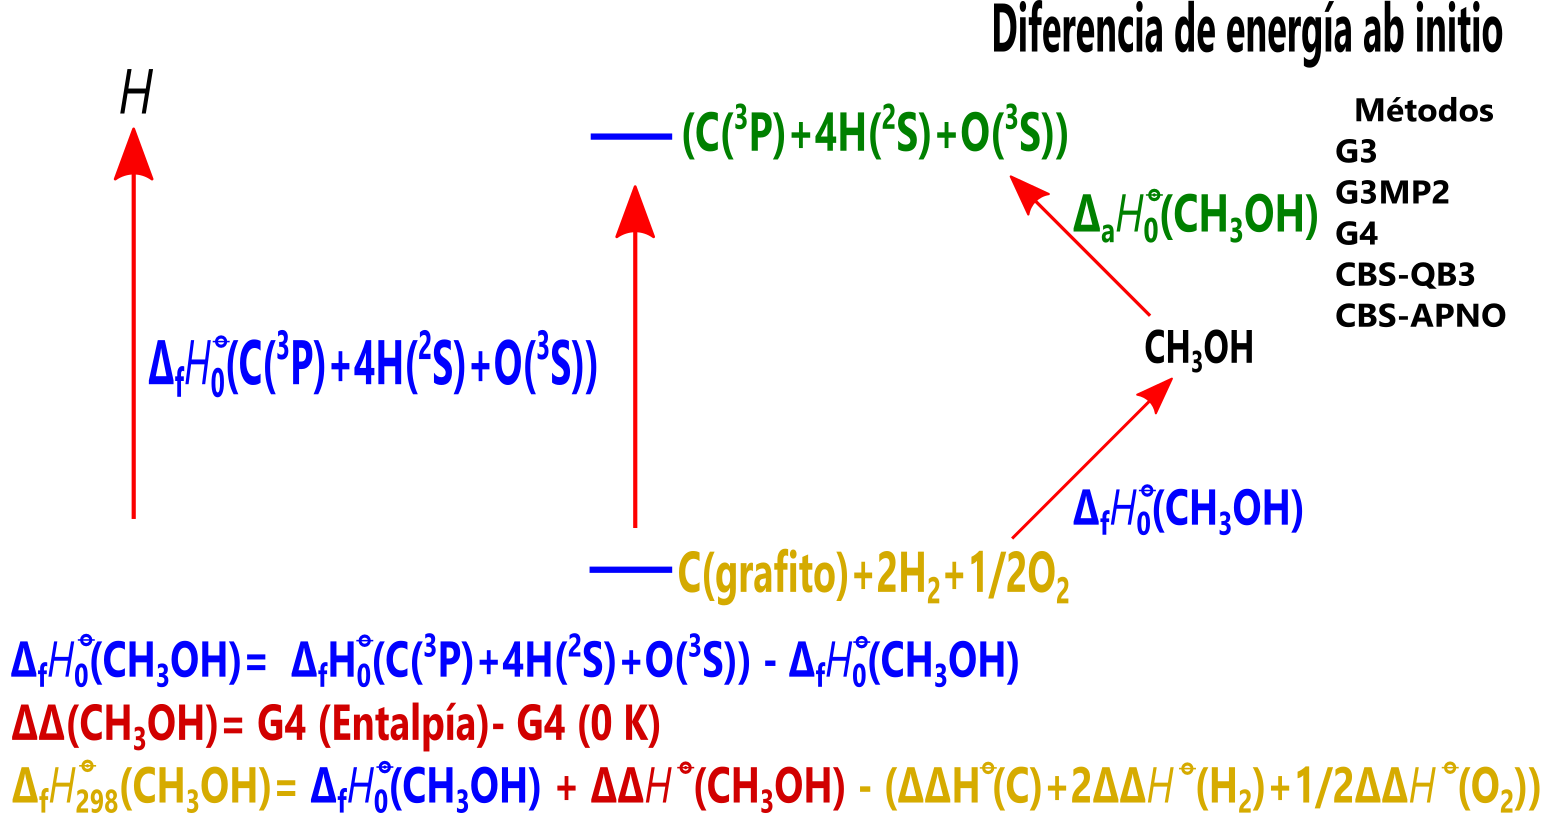 Diferencia de energía ab initio
H
(C(³P)+4H(²S)+O(³S))
Métodos
G3
G3MP2
G4
CBS-QB3
CBS-APNO
ΔₐH₀⦵(CH₃OH)
CH₃OH
Δ_fH₀⦵(C(³P)+4H(²S)+O(³S))
Δ_fH₀⦵(CH₃OH)
C(grafito)+2H₂+1/2O₂
Δ_fH₀⦵(CH₃OH)= Δ_fH₀⦵(C(³P)+4H(²S)+O(³S)) - Δ_fH₀⦵(CH₃OH)
ΔΔ(CH₃OH)= G4 (Entalpía)- G4 (0 K)
Δ_fH₂₉₈⦵(CH₃OH)= Δ_fH₀⦵(CH₃OH) + ΔΔH⦵(CH₃OH) - (ΔΔH⦵(C)+2ΔΔH⦵(H₂)+1/2ΔΔH⦵(O₂))